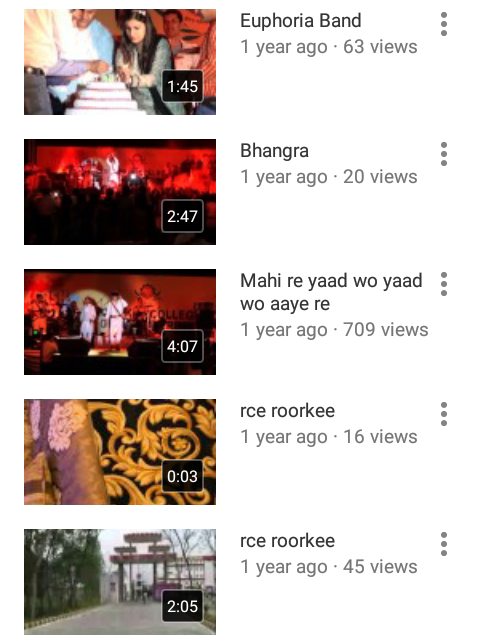 Euphoria Band
1 year ago · 63 views
1:45
Bhangra
1 year ago · 20 views
2:47
Mahi re yaad wo yaad
wo aaye re
1 year ago · 709 views
COLLEGE
4:07
rce roorkee
1 year ago · 16 views
0:03
rce roorkee
1 year ago · 45 views
2:05